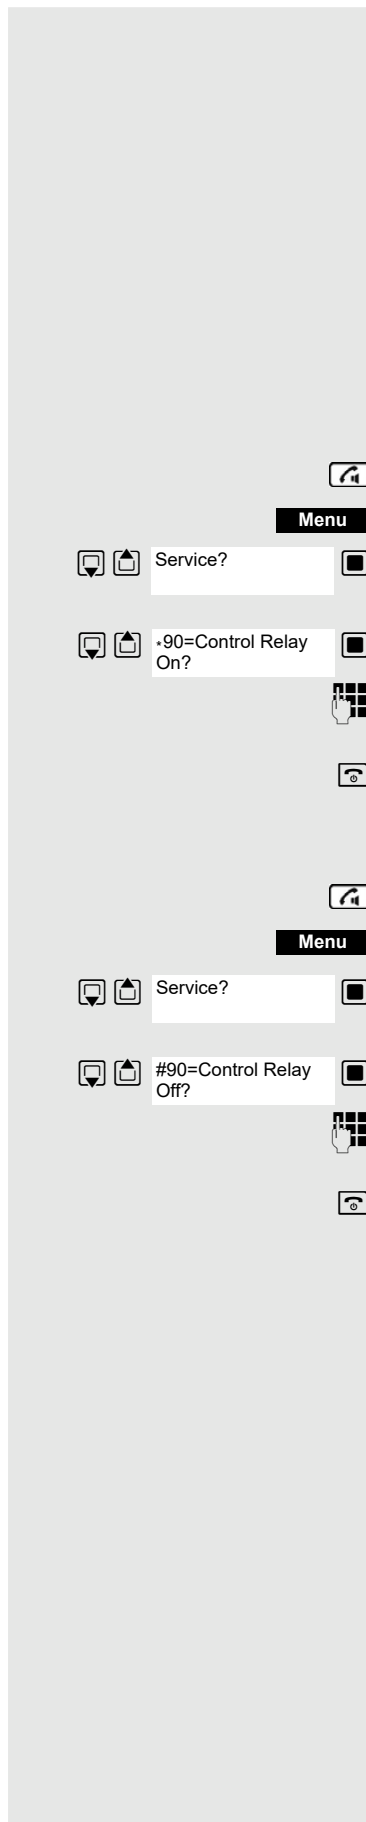 Menu
Service?
*90=Control Relay
On?
Menu
Service?
#90=Control Relay
Off?